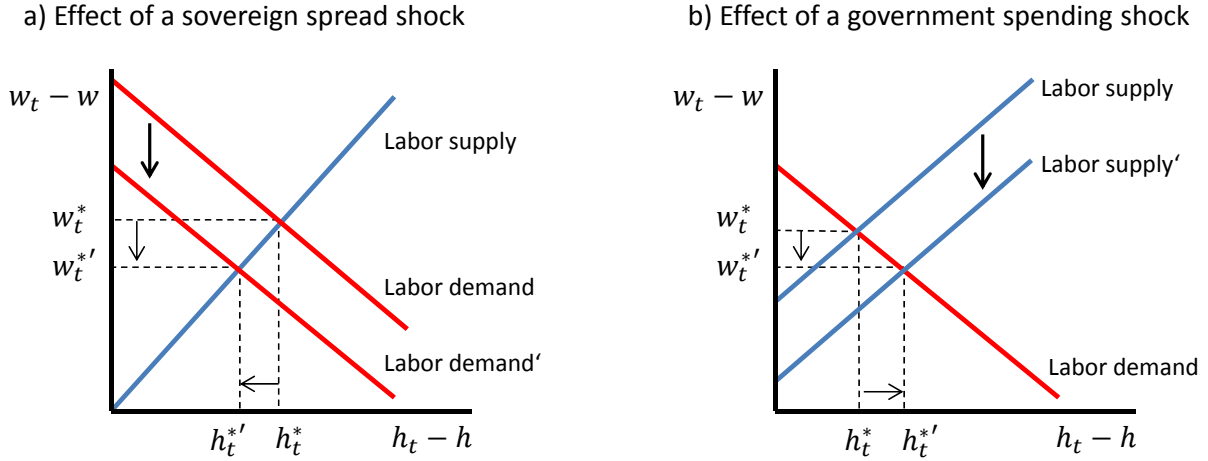 a) Effect of a sovereign spread shock
w_t − w
Labor supply
w_t^*
w_t^*'
Labor demand
Labor demand‘
h_t^*' h_t^* h_t − h
b) Effect of a government spending shock
w_t − w
Labor supply
Labor supply‘
w_t^*
w_t^*'
Labor demand
h_t^* h_t^*' h_t − h